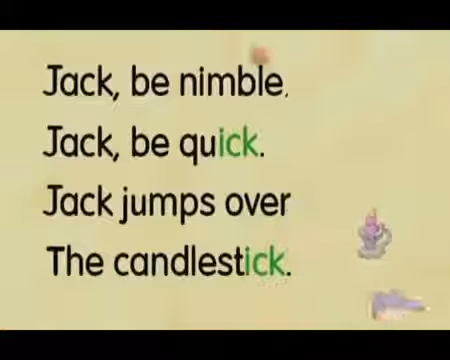 Jack, be nimble.
Jack, be quick.
Jack jumps over
The candlestick.